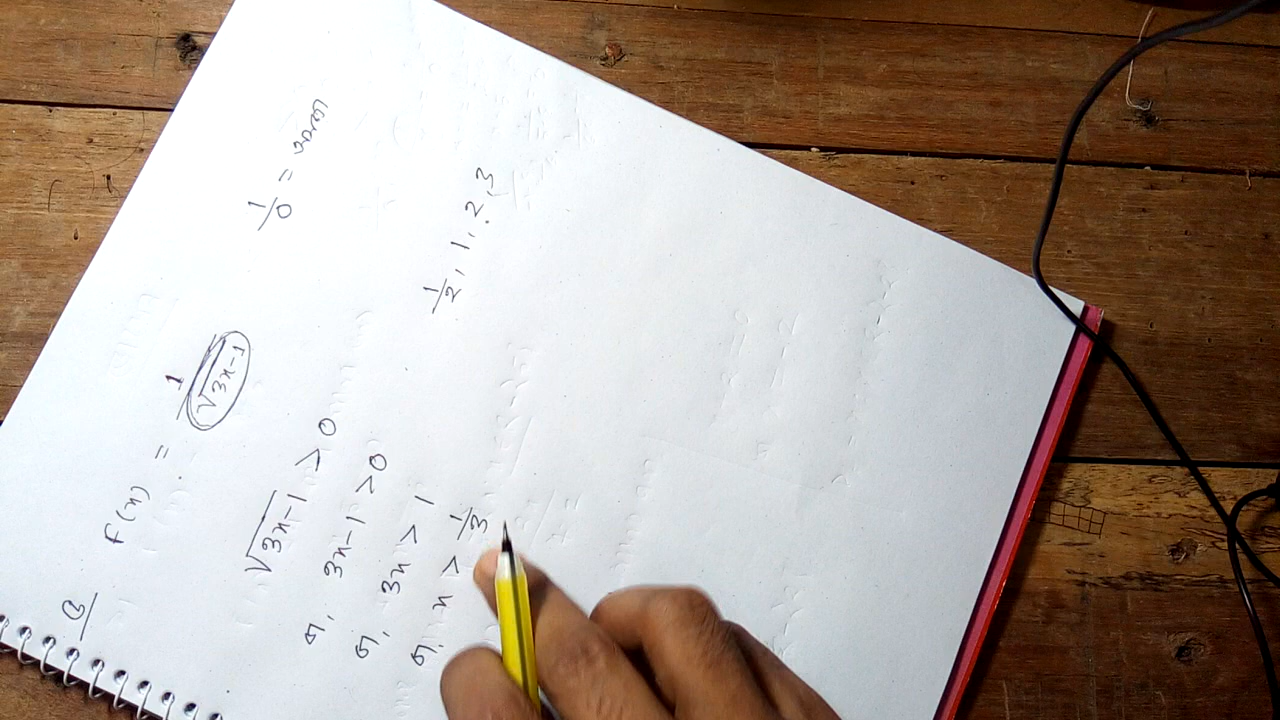 f(x) = 1/√3x-1
1/0 = অসংজ্ঞা
√3x-1 > 0
বা, 3x-1 > 0
বা, 3x > 1
বা, x > 1/3
1/2, 1, 2, 3